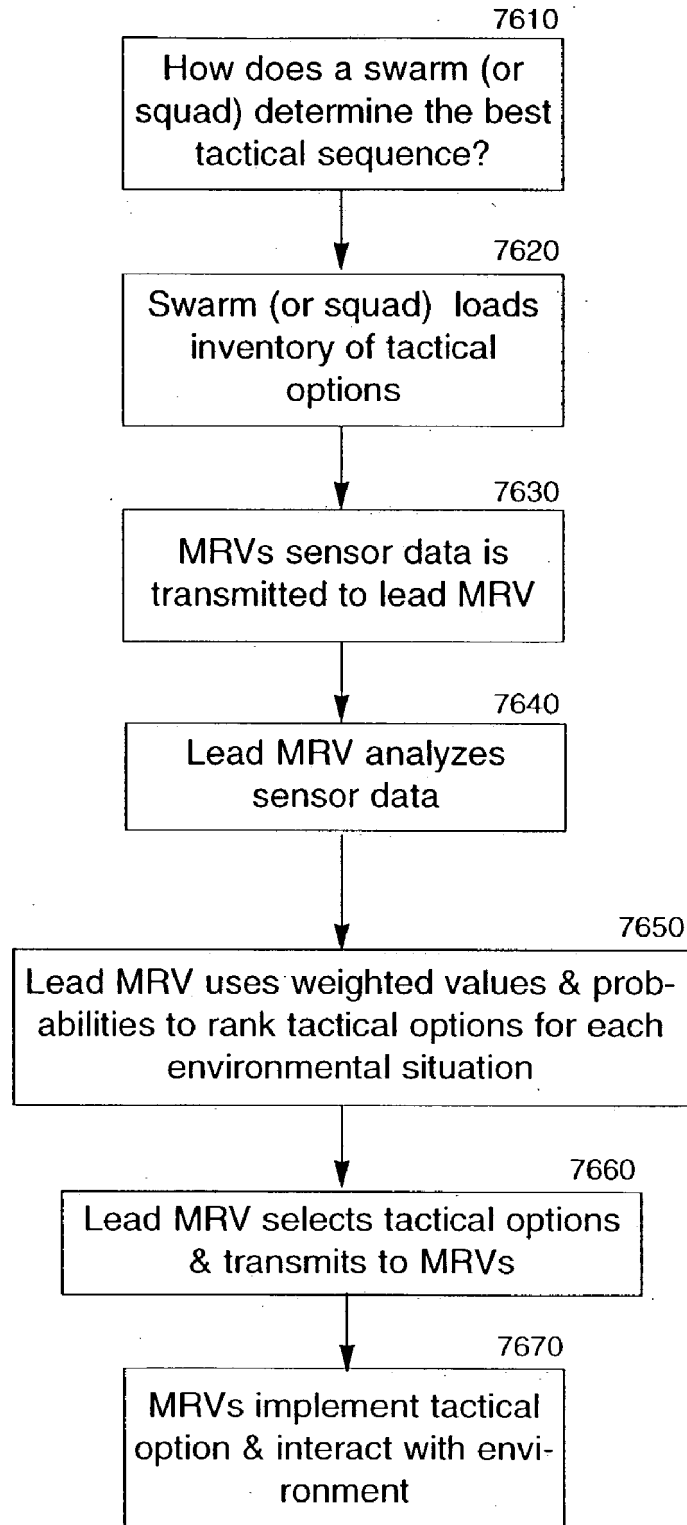 7610
How does a swarm (or
squad) determine the best
tactical sequence?
7620
Swarm (or squad) loads
inventory of tactical
options
7630
MRVs sensor data is
transmitted to lead MRV
7640
Lead MRV analyzes
sensor data
7650
Lead MRV uses weighted values & prob-
abilities to rank tactical options for each
environmental situation
7660
Lead MRV selects tactical options
& transmits to MRVs
7670
MRVs implement tactical
option & interact with envi-
ronment